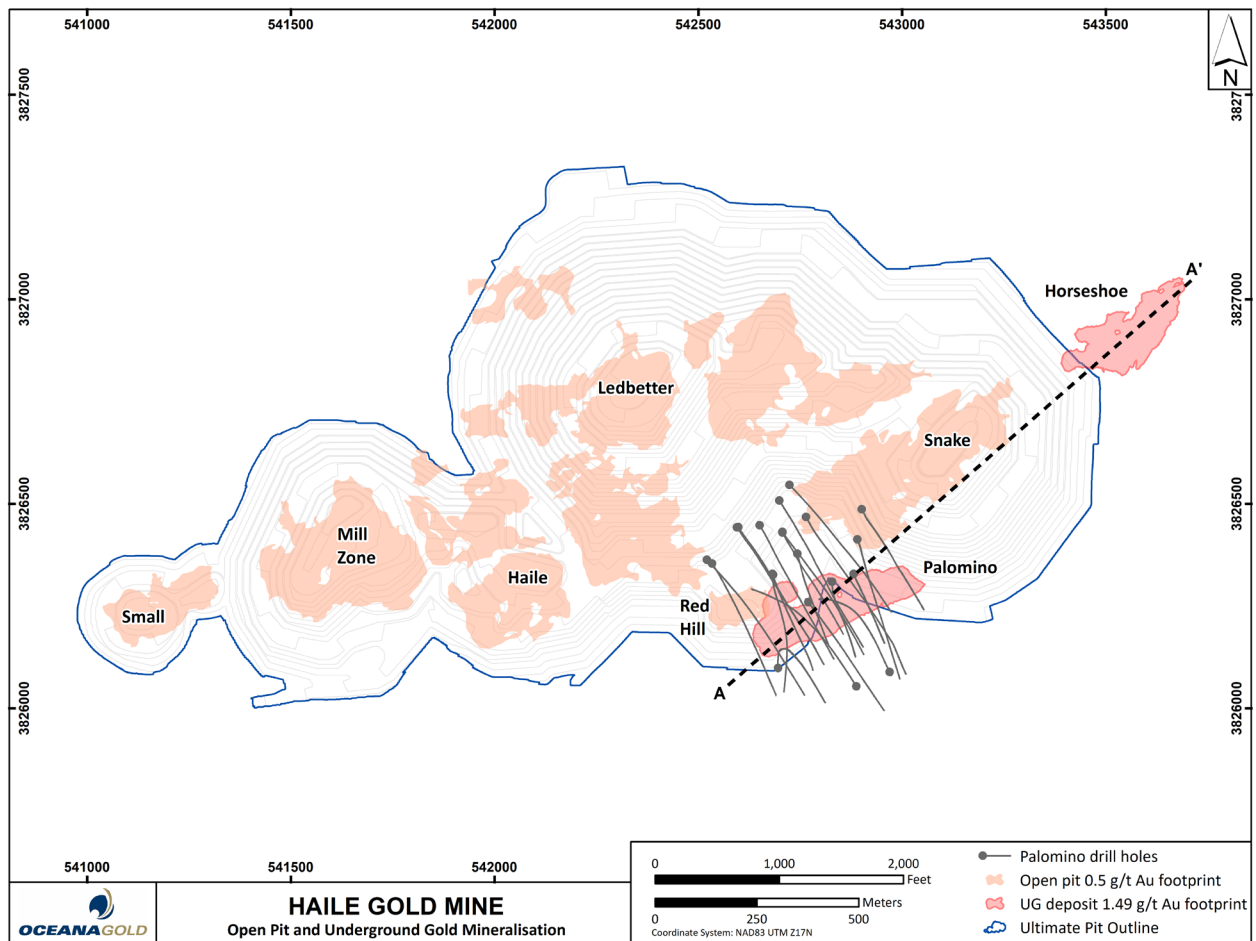 541000 541500 542000 542500 543000 543500
N
3827500
3827
3827000
3827000
3826500
3826500
3826000
3826000
A'
Horseshoe
Ledbetter
Snake
Mill
Zone
Haile
Palomino
Small
Red
Hill
A
541000 541500 542000
OCEANAGOLD
HAILE GOLD MINE
Open Pit and Underground Gold Mineralisation
0 1,000 2,000
Feet
Meters
0 250 500
Coordinate System: NAD83 UTM Z17N
Palomino drill holes
Open pit 0.5 g/t Au footprint
UG deposit 1.49 g/t Au footprint
Ultimate Pit Outline